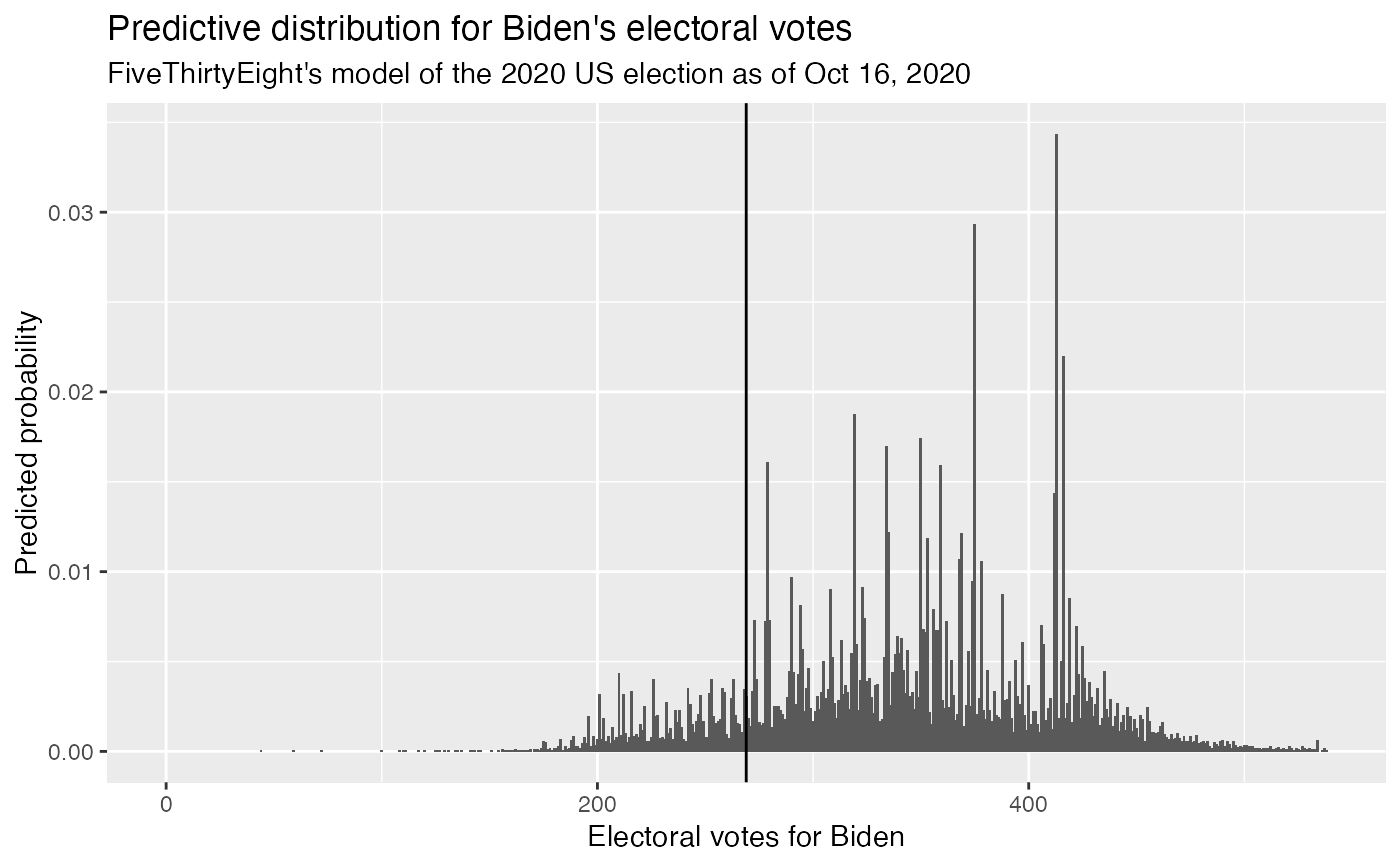 Predictive distribution for Biden's electoral votes
FiveThirtyEight's model of the 2020 US election as of Oct 16, 2020
Predicted probability
0.03
0.02
0.01
0.00
0
200
400
Electoral votes for Biden